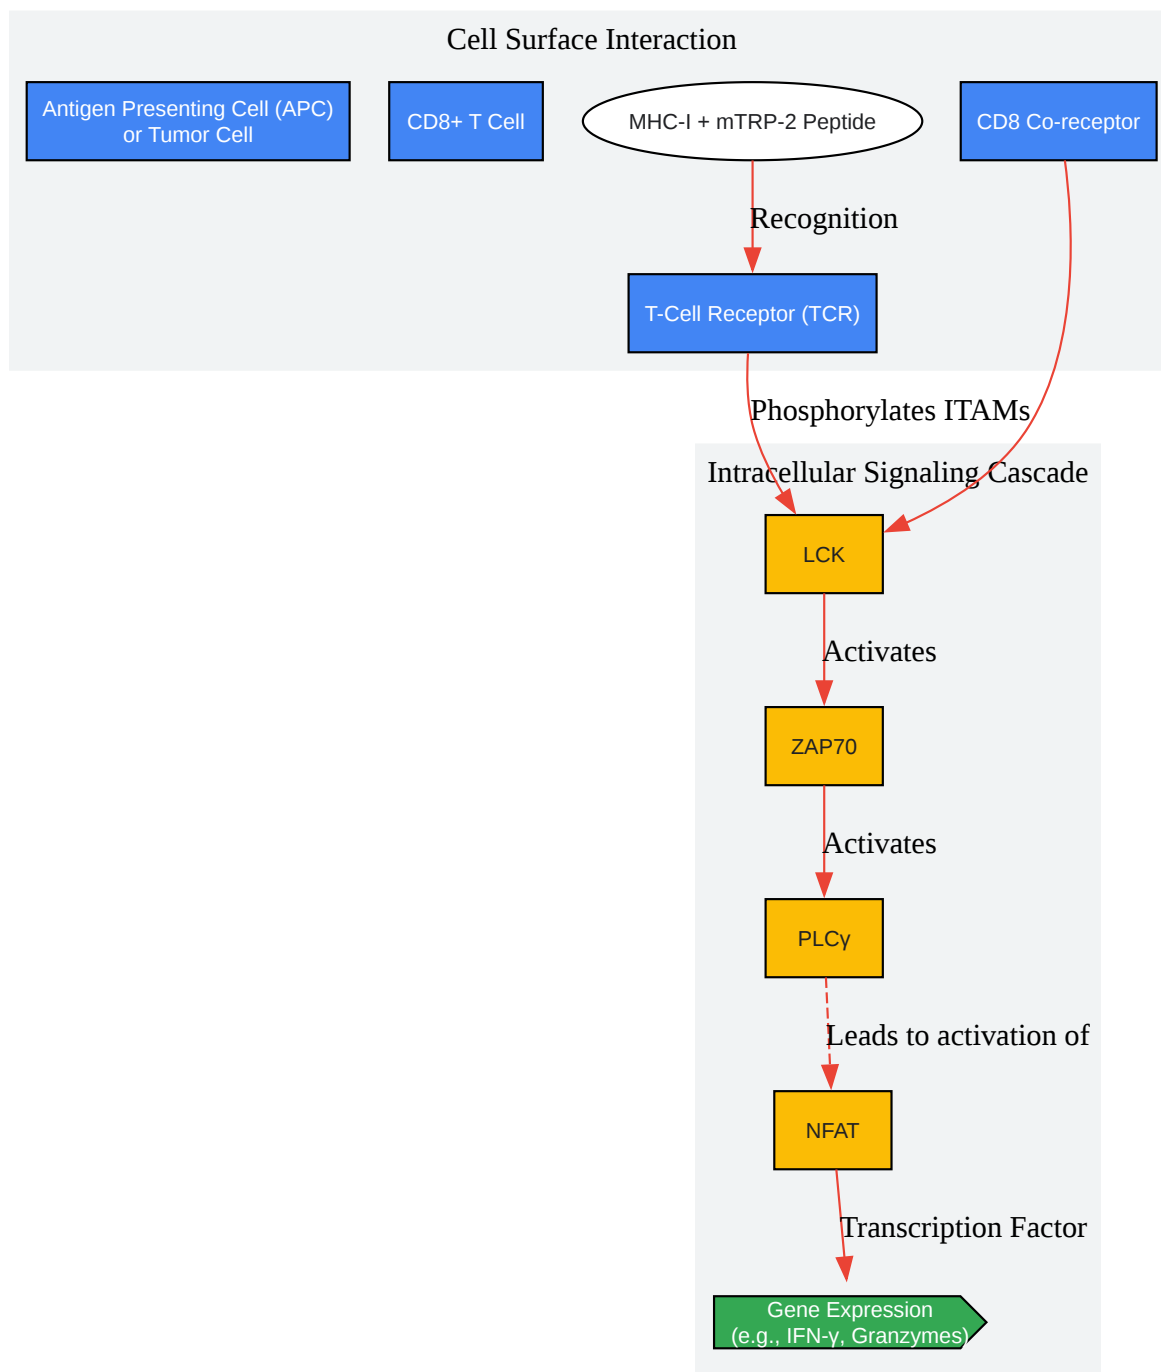 Cell Surface Interaction
Antigen Presenting Cell (APC)
or Tumor Cell
CD8+ T Cell
MHC-I + mTRP-2 Peptide
CD8 Co-receptor
Recognition
T-Cell Receptor (TCR)
Phosphorylates ITAMs
Intracellular Signaling Cascade
LCK
Activates
ZAP70
Activates
PLCγ
Leads to activation of
NFAT
Transcription Factor
Gene Expression
(e.g., IFN-γ, Granzymes)